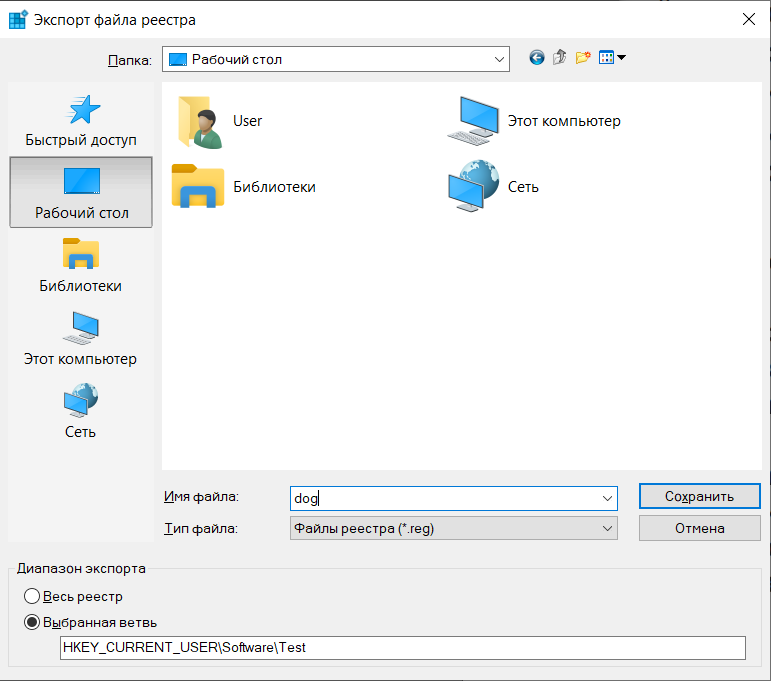 Экспорт файла реестра
Папка: Рабочий стол
Быстрый доступ
Рабочий стол
Библиотеки
Этот компьютер
Сеть
User
Этот компьютер
Библиотеки
Сеть
Имя файла: dog
Сохранить
Тип файла: Файлы реестра (*.reg)
Отмена
Диапазон экспорта
Весь реестр
Выбранная ветвь
HKEY_CURRENT_USER\Software\Test